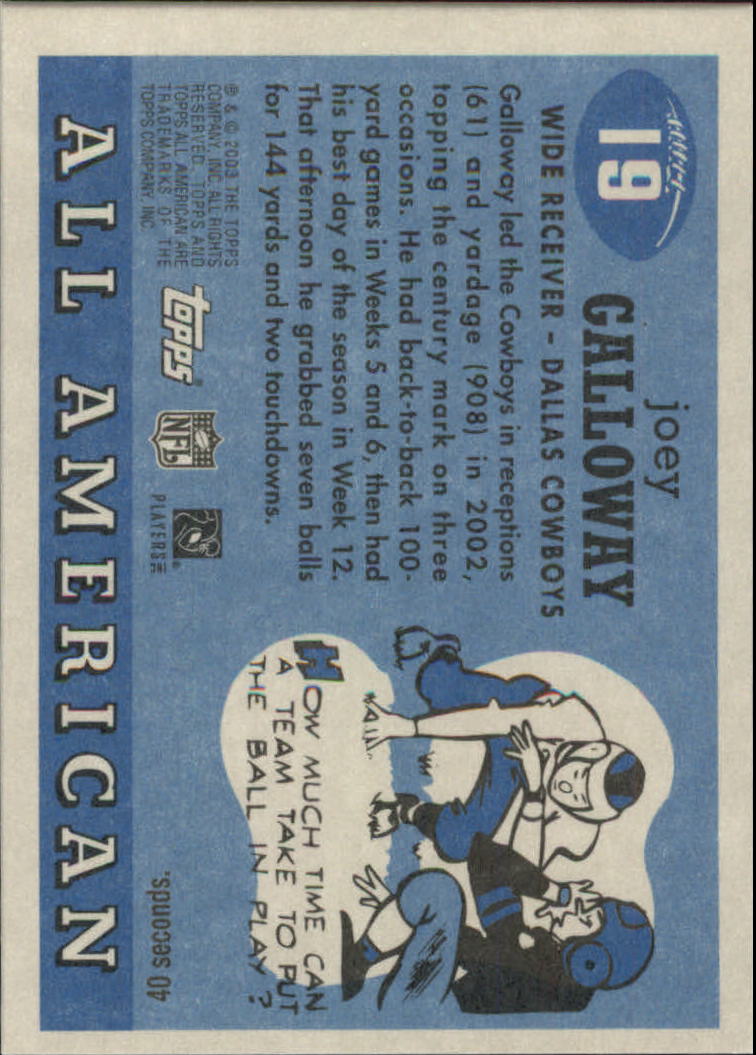 19
joey
GALLOWAY
WIDE RECEIVER - DALLAS COWBOYS
Galloway led the Cowboys in receptions
(61) and yardage (908) in 2002,
topping the century mark on three
occasions. He had back-to-back 100-
yard games in Weeks 5 and 6, then had
his best day of the season in Week 12.
That afternoon he grabbed seven balls
for 144 yards and two touchdowns.
® & © 2003 THE TOPPS
COMPANY, INC. ALL RIGHTS
RESERVED. TOPPS AND
TOPPS ALL AMERICAN ARE
TRADEMARKS OF THE
TOPPS COMPANY, INC.
topps®
NFL
PLAYERS INC
HOW MUCH TIME CAN
A TEAM TAKE TO PUT
THE BALL IN PLAY?
40 seconds.
ALL AMERICAN